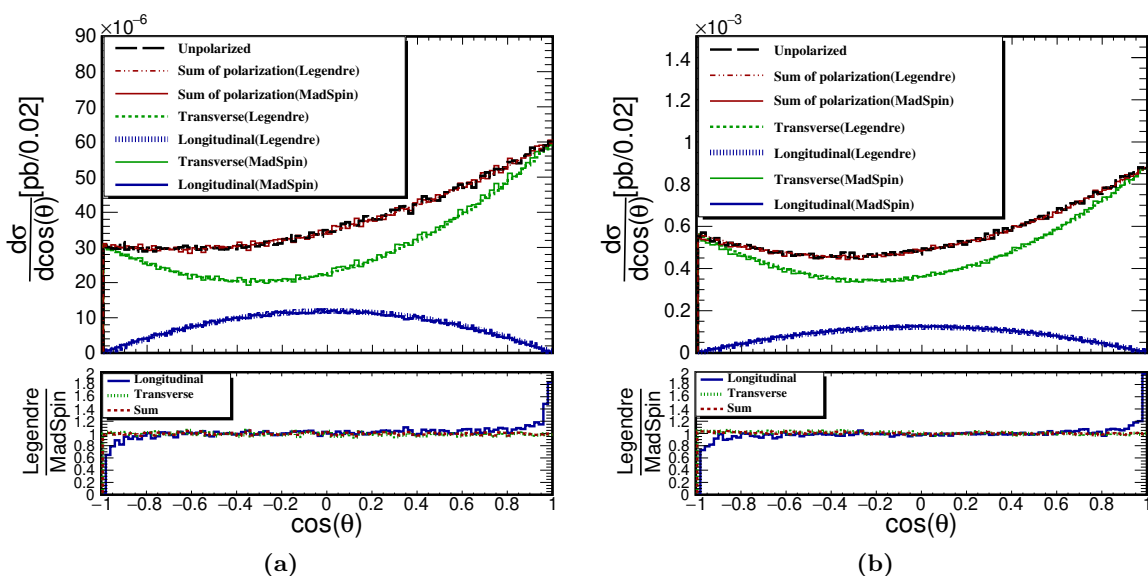 ×10⁻⁶
90
80
70
60
50
40
30
20
10
0
dσ/dcos(θ)[pb/0.02]
Unpolarized
Sum of polarization(Legendre)
Sum of polarization(MadSpin)
Transverse(Legendre)
Longitudinal(Legendre)
Transverse(MadSpin)
Longitudinal(MadSpin)
Legendre/MadSpin
2
1.8
1.6
1.4
1.2
1
0.8
0.6
0.4
0.2
0
Longitudinal
Transverse
Sum
−1 −0.8 −0.6 −0.4 −0.2 0 0.2 0.4 0.6 0.8 1
cos(θ)
(a)
×10⁻³
1.4
1.2
1
0.8
0.6
0.4
0.2
0
dσ/dcos(θ)[pb/0.02]
Unpolarized
Sum of polarization(Legendre)
Sum of polarization(MadSpin)
Transverse(Legendre)
Longitudinal(Legendre)
Transverse(MadSpin)
Longitudinal(MadSpin)
Legendre/MadSpin
2
1.8
1.6
1.4
1.2
1
0.8
0.6
0.4
0.2
0
Longitudinal
Transverse
Sum
−1 −0.8 −0.6 −0.4 −0.2 0 0.2 0.4 0.6 0.8 1
cos(θ)
(b)